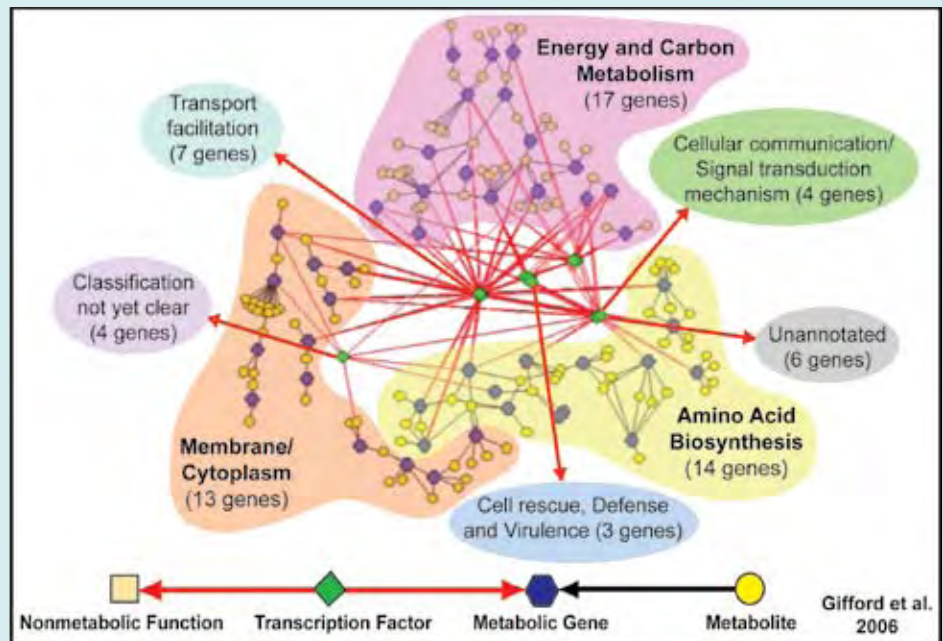 Energy and Carbon
Metabolism
(17 genes)
Transport
facilitation
(7 genes)
Cellular communication/
Signal transduction
mechanism (4 genes)
Classification
not yet clear
(4 genes)
Unannotated
(6 genes)
Membrane/
Cytoplasm
(13 genes)
Amino Acid
Biosynthesis
(14 genes)
Cell rescue, Defense
and Virulence (3 genes)
Nonmetabolic Function
Transcription Factor
Metabolic Gene
Metabolite
Gifford et al.
2006